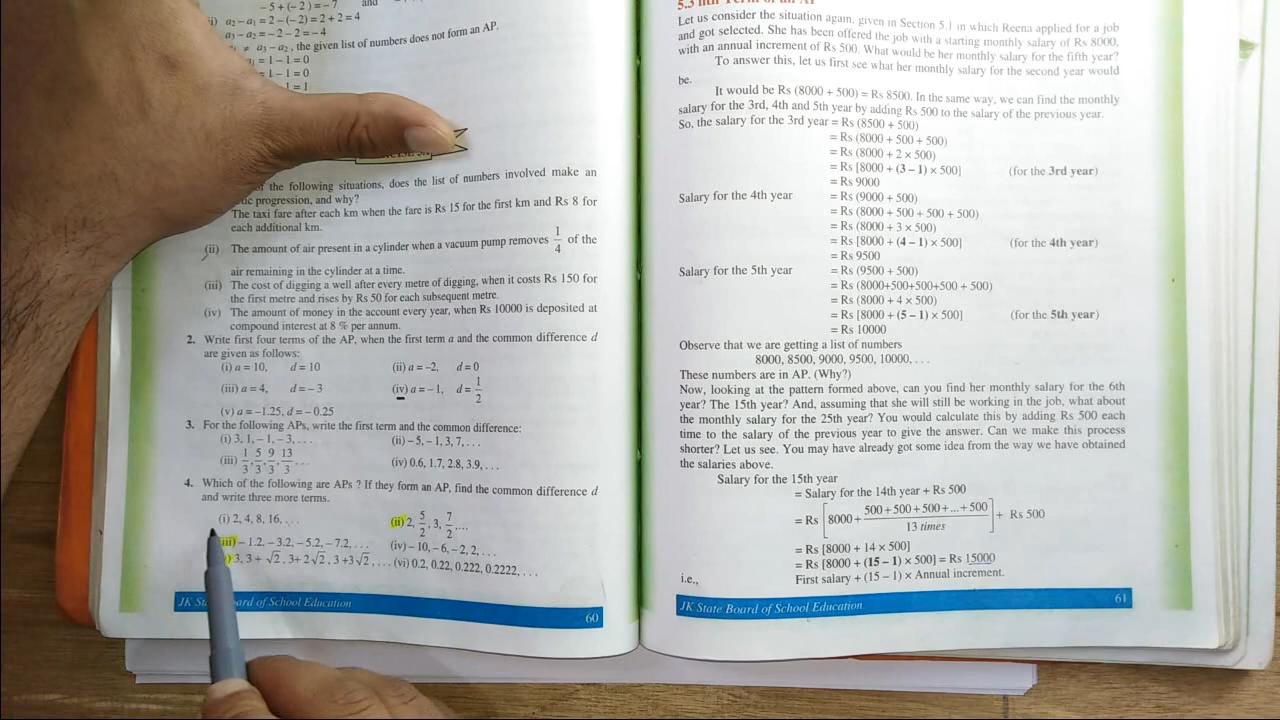 -5+(-2)=-7 and
i) a₂-a₁=2-(-2)=2+2=4
a₃-a₂=-2-2=-4
≠ a₃-a₂, the given list of numbers does not form an AP.
=1-1=0
=1-1=0
1=1
the following situations, does the list of numbers involved make an
progression, and why?
The taxi fare after each km when the fare is Rs 15 for the first km and Rs 8 for
each additional km.
(ii) The amount of air present in a cylinder when a vacuum pump removes 1/4 of the
air remaining in the cylinder at a time.
(iii) The cost of digging a well after every metre of digging, when it costs Rs 150 for
the first metre and rises by Rs 50 for each subsequent metre.
(iv) The amount of money in the account every year, when Rs 10000 is deposited at
compound interest at 8 % per annum.
2. Write first four terms of the AP, when the first term a and the common difference d
are given as follows:
(i) a = 10, d = 10 (ii) a = -2, d = 0
(iii) a = 4, d = -3 (iv) a = -1, d = 1/2
(v) a = -1.25, d = -0.25
3. For the following APs, write the first term and the common difference:
(i) 3, 1, -1, -3, . . . (ii) -5, -1, 3, 7, . . .
(iii) 1/3, 5/3, 9/3, 13/3 . . . (iv) 0.6, 1.7, 2.8, 3.9, . . .
4. Which of the following are APs ? If they form an AP, find the common difference d
and write three more terms.
(i) 2, 4, 8, 16, . . . (ii) 2, 5/2, 3, 7/2, ...
iii) -1.2, -3.2, -5.2, -7.2, . . . (iv) -10, -6, -2, 2, . . .
) 3, 3+√2, 3+2√2, 3+3√2, . . . (vi) 0.2, 0.22, 0.222, 0.2222, . . .
JK State Board of School Education 60
Let us consider the situation again, given in Section 5.1 in which Reena applied for a job
and got selected. She has been offered the job with a starting monthly salary of Rs 8000,
with an annual increment of Rs 500. What would be her monthly salary for the fifth year?
To answer this, let us first see what her monthly salary for the second year would
be.
It would be Rs (8000 + 500) = Rs 8500. In the same way, we can find the monthly
salary for the 3rd, 4th and 5th year by adding Rs 500 to the salary of the previous year.
So, the salary for the 3rd year = Rs (8500 + 500)
= Rs (8000 + 500 + 500)
= Rs (8000 + 2 × 500)
= Rs [8000 + (3 – 1) × 500] (for the 3rd year)
= Rs 9000
Salary for the 4th year = Rs (9000 + 500)
= Rs (8000 + 500 + 500 + 500)
= Rs (8000 + 3 × 500)
= Rs [8000 + (4 – 1) × 500] (for the 4th year)
= Rs 9500
Salary for the 5th year = Rs (9500 + 500)
= Rs (8000+500+500+500 + 500)
= Rs (8000 + 4 × 500)
= Rs [8000 + (5 – 1) × 500] (for the 5th year)
= Rs 10000
Observe that we are getting a list of numbers
8000, 8500, 9000, 9500, 10000, . . .
These numbers are in AP. (Why?)
Now, looking at the pattern formed above, can you find her monthly salary for the 6th
year? The 15th year? And, assuming that she will still be working in the job, what about
the monthly salary for the 25th year? You would calculate this by adding Rs 500 each
time to the salary of the previous year to give the answer. Can we make this process
shorter? Let us see. You may have already got some idea from the way we have obtained
the salaries above.
Salary for the 15th year
= Salary for the 14th year + Rs 500
= Rs [8000 + (500 + 500 + 500 + ... + 500)/13 times] + Rs 500
= Rs [8000 + 14 × 500]
= Rs [8000 + (15 – 1) × 500] = Rs 15000
i.e., First salary + (15 – 1) × Annual increment.
JK State Board of School Education 61